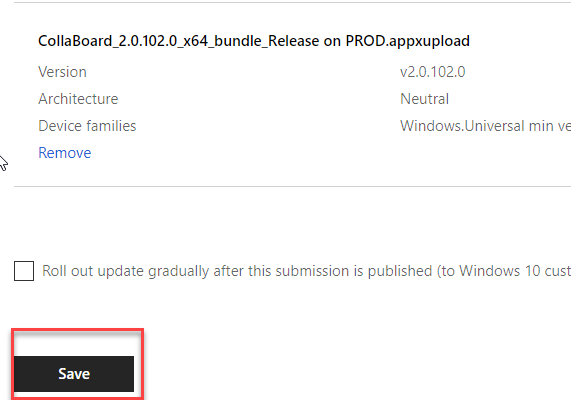 CollaBoard_2.0.102.0_x64_bundle_Release on PROD.appxupload
Version v2.0.102.0
Architecture Neutral
Device families Windows.Universal min ve
Remove
Roll out update gradually after this submission is published (to Windows 10 cust
Save